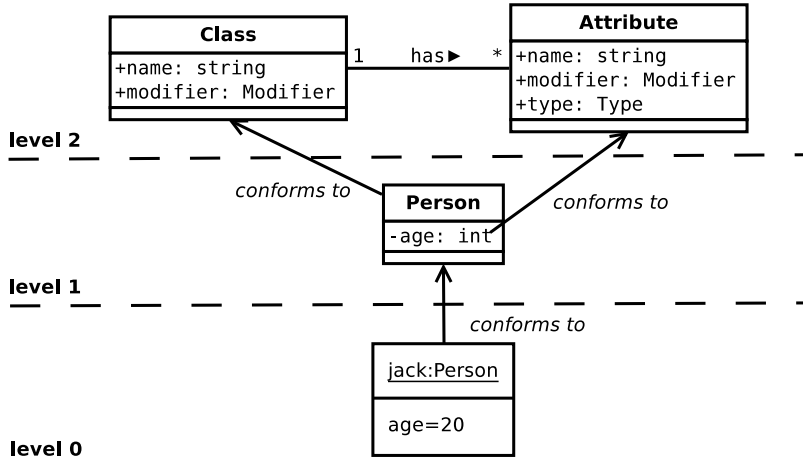 Class
+name: string
+modifier: Modifier
1 has▶ *
Attribute
+name: string
+modifier: Modifier
+type: Type
level 2
conforms to
conforms to
Person
-age: int
level 1
conforms to
jack:Person
age=20
level 0